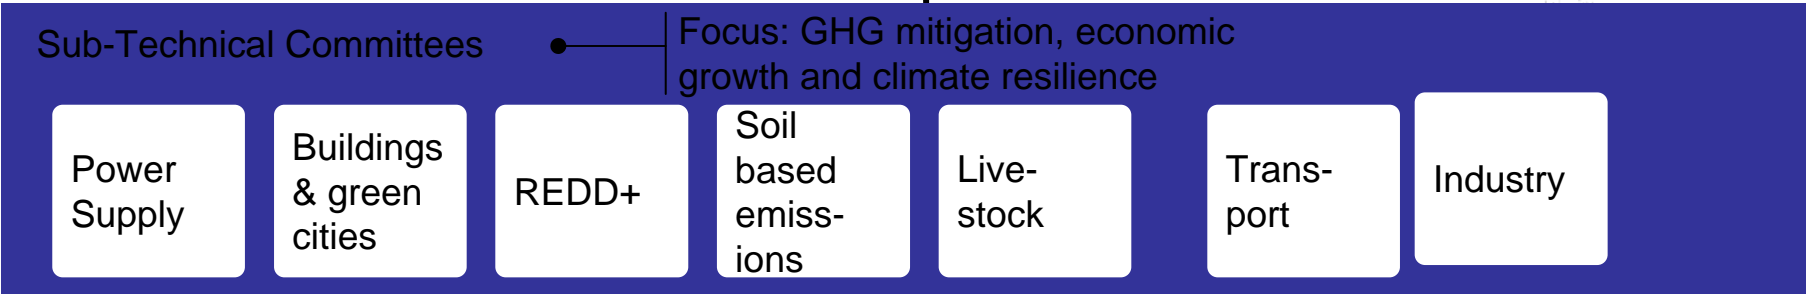 Sub-Technical Committees
Focus: GHG mitigation, economic
growth and climate resilience
Power
Supply
Buildings
& green
cities
REDD+
Soil
based
emiss-
ions
Live-
stock
Trans-
port
Industry